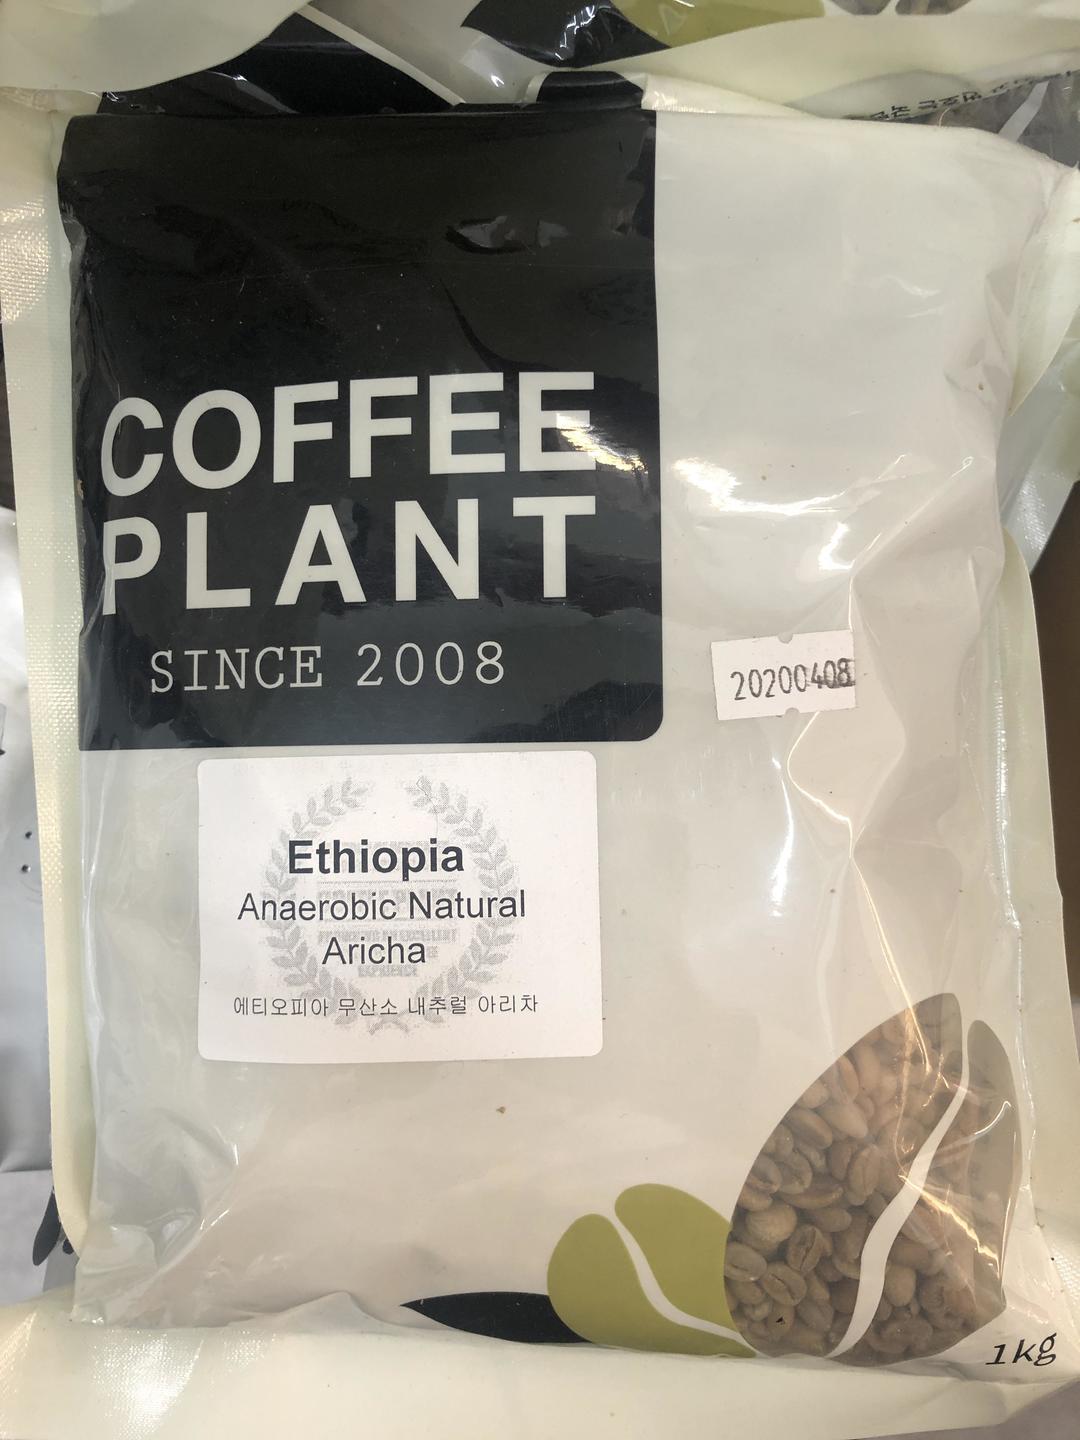 COFFEE
PLANT
SINCE 2008
20200408
Ethiopia
Anaerobic Natural
Aricha
에티오피아 무산소 내추럴 아리차
1kg